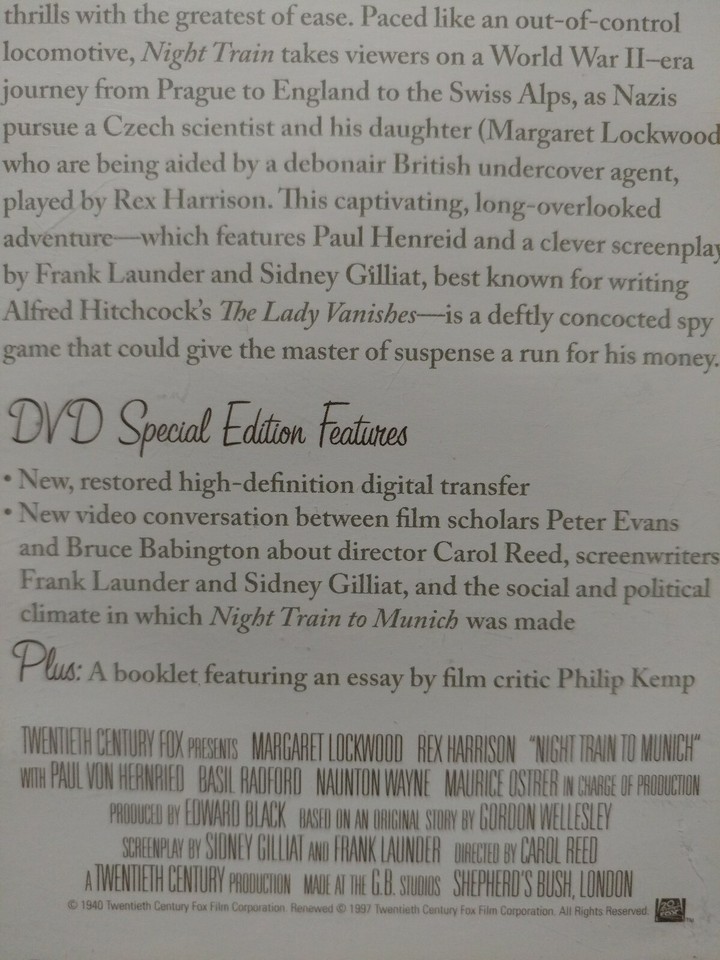 thrills with the greatest of ease. Paced like an out-of-control
locomotive, Night Train takes viewers on a World War II–era
journey from Prague to England to the Swiss Alps, as Nazis
pursue a Czech scientist and his daughter (Margaret Lockwood
who are being aided by a debonair British undercover agent,
played by Rex Harrison. This captivating, long-overlooked
adventure—which features Paul Henreid and a clever screenplay
by Frank Launder and Sidney Gilliat, best known for writing
Alfred Hitchcock's The Lady Vanishes—is a deftly concocted spy
game that could give the master of suspense a run for his money.
DVD Special Edition Features
• New, restored high-definition digital transfer
• New video conversation between film scholars Peter Evans
and Bruce Babington about director Carol Reed, screenwriters
Frank Launder and Sidney Gilliat, and the social and political
climate in which Night Train to Munich was made
Plus: A booklet featuring an essay by film critic Philip Kemp
TWENTIETH CENTURY FOX PRESENTS MARGARET LOCKWOOD REX HARRISON "NIGHT TRAIN TO MUNICH"
WITH PAUL VON HERNRIED BASIL RADFORD NAUNTON WAYNE MAURICE OSTRER IN CHARGE OF PRODUCTION
PRODUCED BY EDWARD BLACK BASED ON AN ORIGINAL STORY BY GORDON WELLESLEY
SCREENPLAY BY SIDNEY GILLIAT AND FRANK LAUNDER DIRECTED BY CAROL REED
A TWENTIETH CENTURY PRODUCTION MADE AT THE G.B. STUDIOS SHEPHERD'S BUSH, LONDON
© 1940 Twentieth Century Fox Film Corporation. Renewed © 1997 Twentieth Century Fox Film Corporation. All Rights Reserved. 20 CENTURY FOX TM